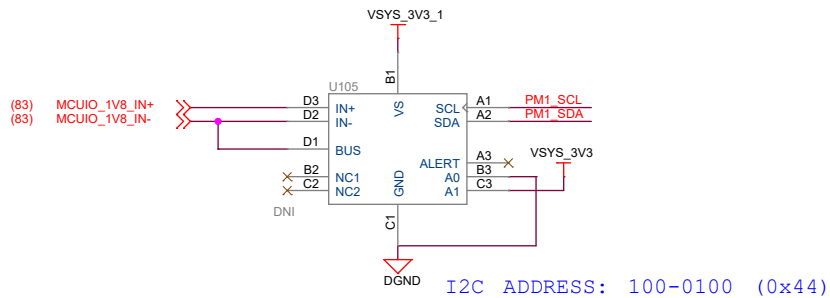 VSYS_3V3_1
B1
U105
(83) MCUIO_1V8_IN+ D3 IN+ VS SCL A1 PM1_SCL
(83) MCUIO_1V8_IN- D2 IN- SDA A2 PM1_SDA
D1 BUS
VSYS_3V3
ALERT A3
B2 NC1 A0 B3
C2 NC2 GND A1 C3
DNI
C1
DGND
I2C ADDRESS: 100-0100 (0x44)